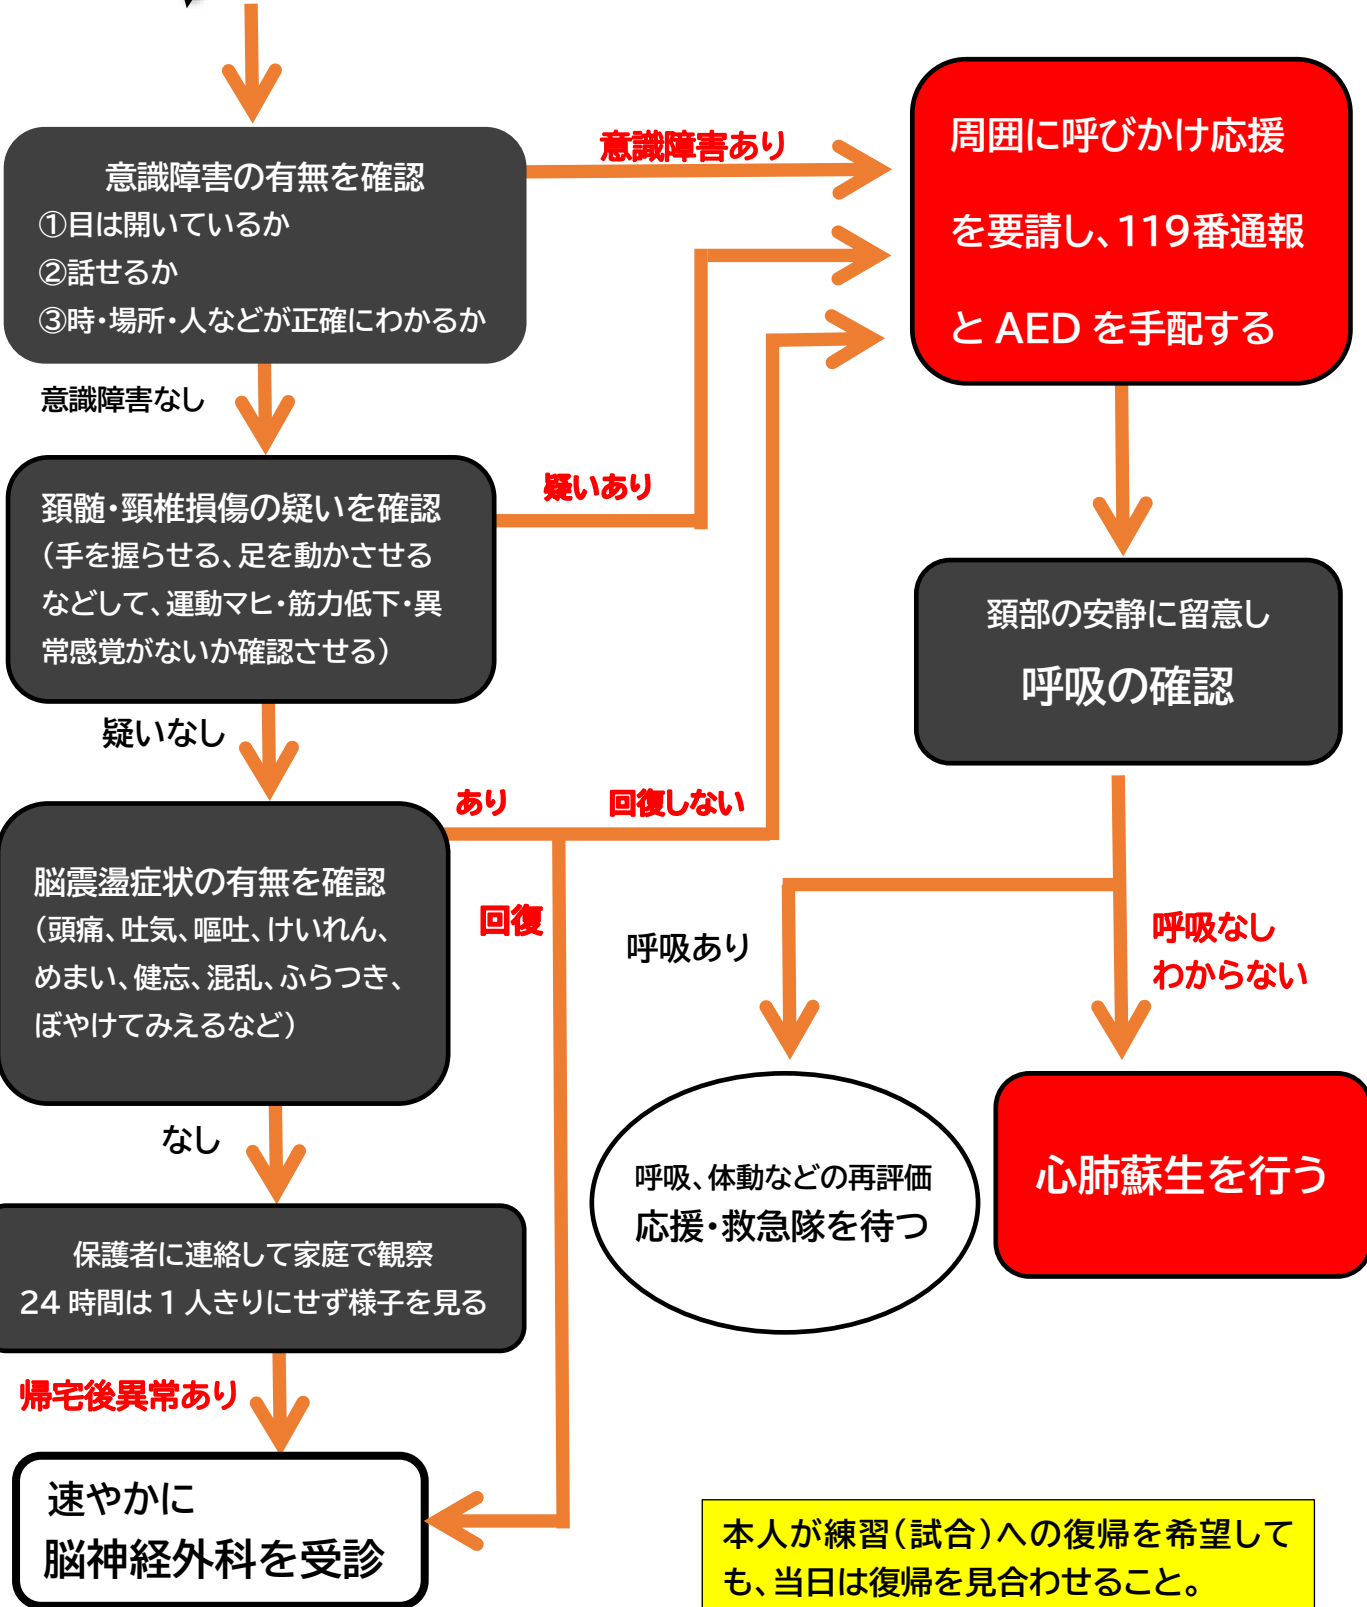 意識障害の有無を確認
①目は開いているか
②話せるか
③時・場所・人などが正確にわかるか
意識障害あり
周囲に呼びかけ応援
を要請し、119番通報
と AED を手配する
意識障害なし
頚髄・頸椎損傷の疑いを確認
（手を握らせる、足を動かさせる
などして、運動マヒ・筋力低下・異
常感覚がないか確認させる）
疑いあり
頚部の安静に留意し
呼吸の確認
疑いなし
脳震盪症状の有無を確認
（頭痛、吐気、嘔吐、けいれん、
めまい、健忘、混乱、ふらつき、
ぼやけてみえるなど）
あり
回復しない
回復
呼吸あり
呼吸なし
わからない
呼吸、体動などの再評価
応援・救急隊を待つ
心肺蘇生を行う
なし
保護者に連絡して家庭で観察
24 時間は 1 人きりにせず様子を見る
帰宅後異常あり
速やかに
脳神経外科を受診
本人が練習（試合）への復帰を希望して
も、当日は復帰を見合わせること。